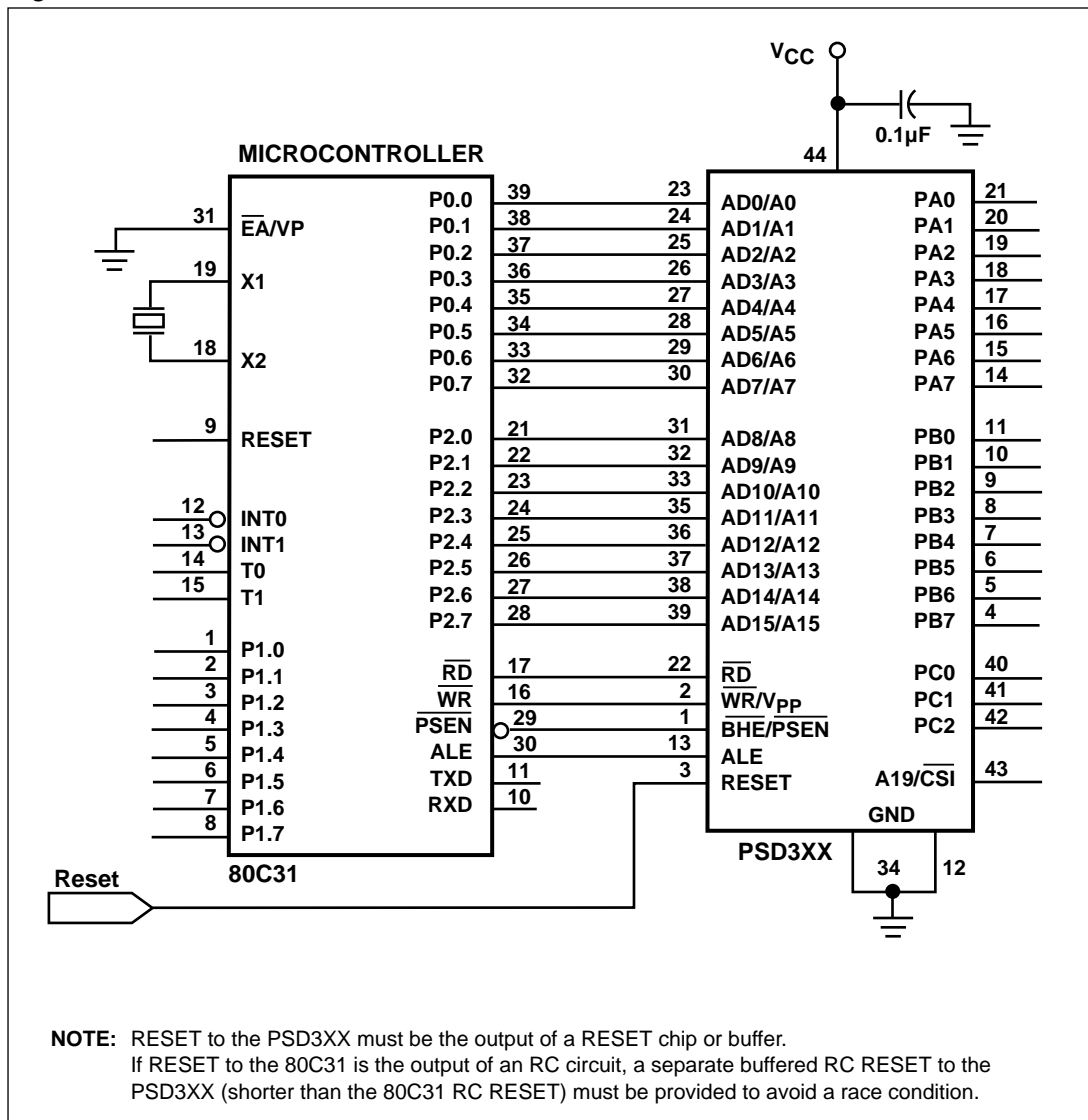 VCC
0.1µF
44
MICROCONTROLLER
31 EA/VP
19 X1
18 X2
9 RESET
12 INT0
13 INT1
14 T0
15 T1
1 P1.0
2 P1.1
3 P1.2
4 P1.3
5 P1.4
6 P1.5
7 P1.6
8 P1.7
P0.0 39
P0.1 38
P0.2 37
P0.3 36
P0.4 35
P0.5 34
P0.6 33
P0.7 32
P2.0 21
P2.1 22
P2.2 23
P2.3 24
P2.4 25
P2.5 26
P2.6 27
P2.7 28
RD 17
WR 16
PSEN 29
ALE 30
TXD 11
RXD 10
80C31
23 AD0/A0
24 AD1/A1
25 AD2/A2
26 AD3/A3
27 AD4/A4
28 AD5/A5
29 AD6/A6
30 AD7/A7
31 AD8/A8
32 AD9/A9
33 AD10/A10
35 AD11/A11
36 AD12/A12
37 AD13/A13
38 AD14/A14
39 AD15/A15
22 RD
2 WR/VPP
1 BHE/PSEN
13 ALE
3 RESET
PA0 21
PA1 20
PA2 19
PA3 18
PA4 17
PA5 16
PA6 15
PA7 14
PB0 11
PB1 10
PB2 9
PB3 8
PB4 7
PB5 6
PB6 5
PB7 4
PC0 40
PC1 41
PC2 42
A19/CSI 43
GND
PSD3XX
34 12
Reset
NOTE: RESET to the PSD3XX must be the output of a RESET chip or buffer.
If RESET to the 80C31 is the output of an RC circuit, a separate buffered RC RESET to the
PSD3XX (shorter than the 80C31 RC RESET) must be provided to avoid a race condition.